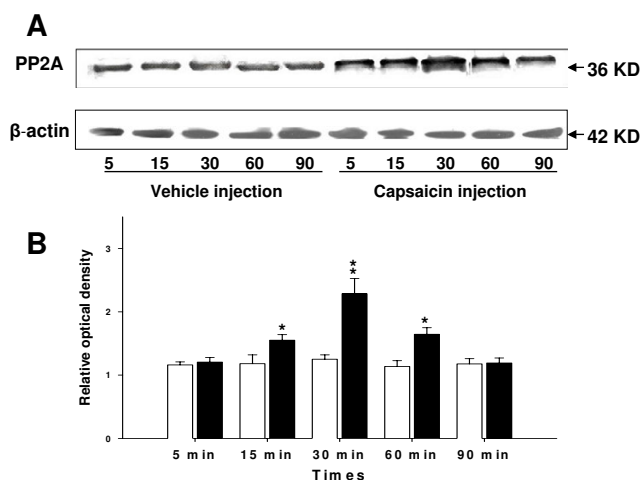 A
PP2A
36 KD
β-actin
42 KD
5 15 30 60 90 5 15 30 60 90
Vehicle injection Capsaicin injection
B
Relative optical density
3
2
1
0
*
**
*
5 min 15 min 30 min 60 min 90 min
Times